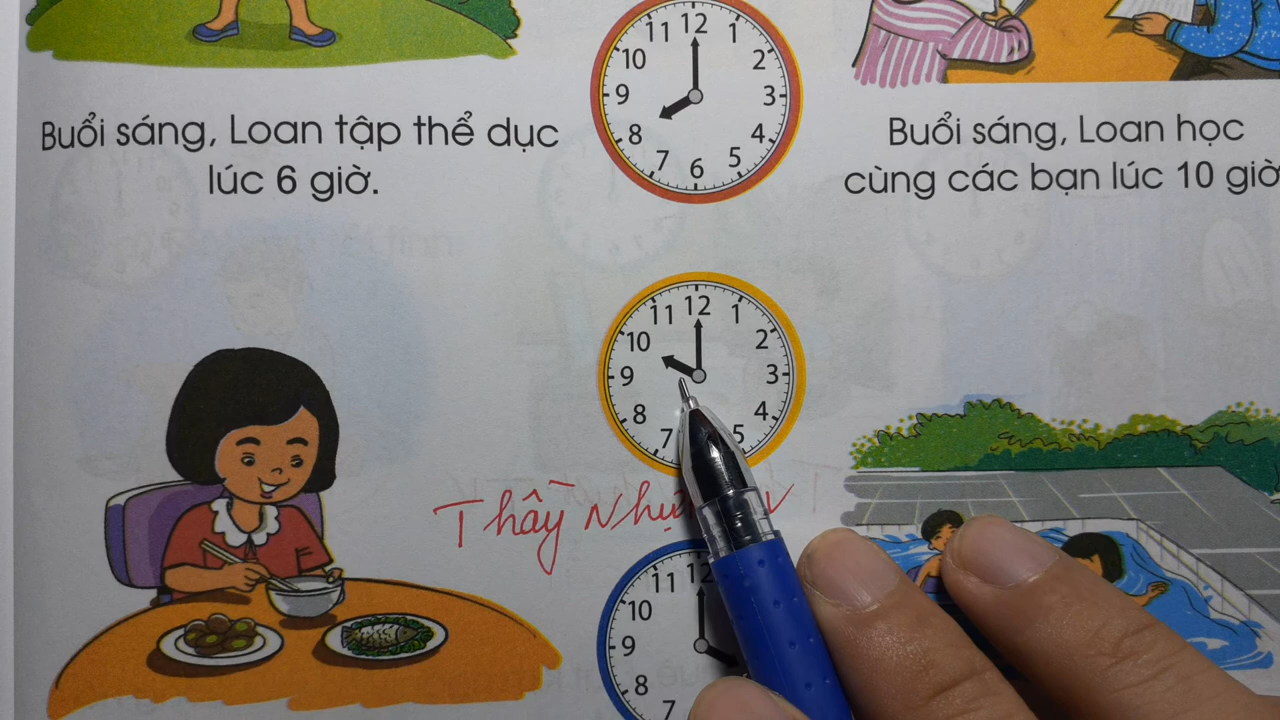 Buổi sáng, Loan tập thể dục
lúc 6 giờ.
11 12 1
10 2
9 3
8 4
7 6 5
Buổi sáng, Loan học
cùng các bạn lúc 10 giờ
11 12 1
10 2
9 3
8 4
7 5
Thầy
11 12
10
9
8
7